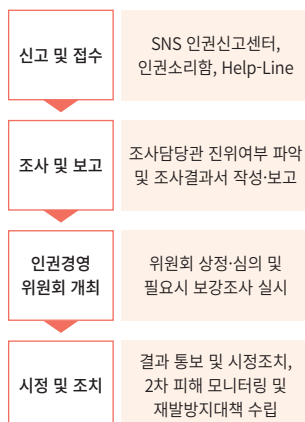 신고 및 접수
SNS 인권신고센터,
인권소리함, Help-Line
조사 및 보고
조사담당관 진위여부 파악
및 조사결과서 작성·보고
인권경영
위원회 개최
위원회 상정·심의 및
필요시 보강조사 실시
시정 및 조치
결과 통보 및 시정조치,
2차 피해 모니터링 및
재발방지대책 수립